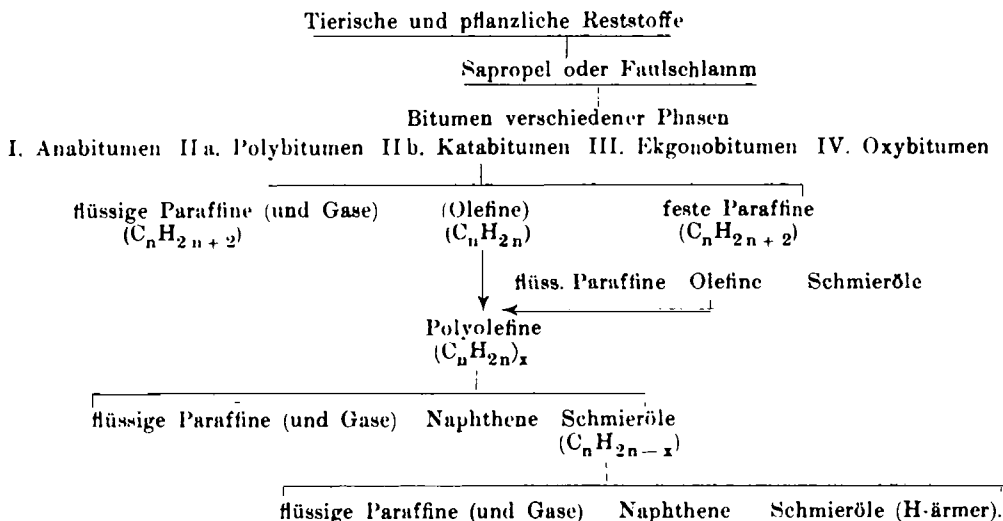 Tierische und pflanzliche Reststoffe
Sapropel oder Faulschlamm
Bitumen verschiedener Phasen
I. Anabitumen IIa. Polybitumen IIb. Katabitumen III. Ekgonobitumen IV. Oxybitumen
flüssige Paraffine (und Gase) (Olefine) feste Paraffine
(CₙH₂ₙ₊₂) (CₙH₂ₙ) (CₙH₂ₙ₊₂)
flüss. Paraffine Olefine Schmieröle
Polyolefine
(CₙH₂ₙ)ₓ
flüssige Paraffine (und Gase) Naphthene Schmieröle
(CₙH₂ₙ₋ₓ)
flüssige Paraffine (und Gase) Naphthene Schmieröle (H-ärmer).